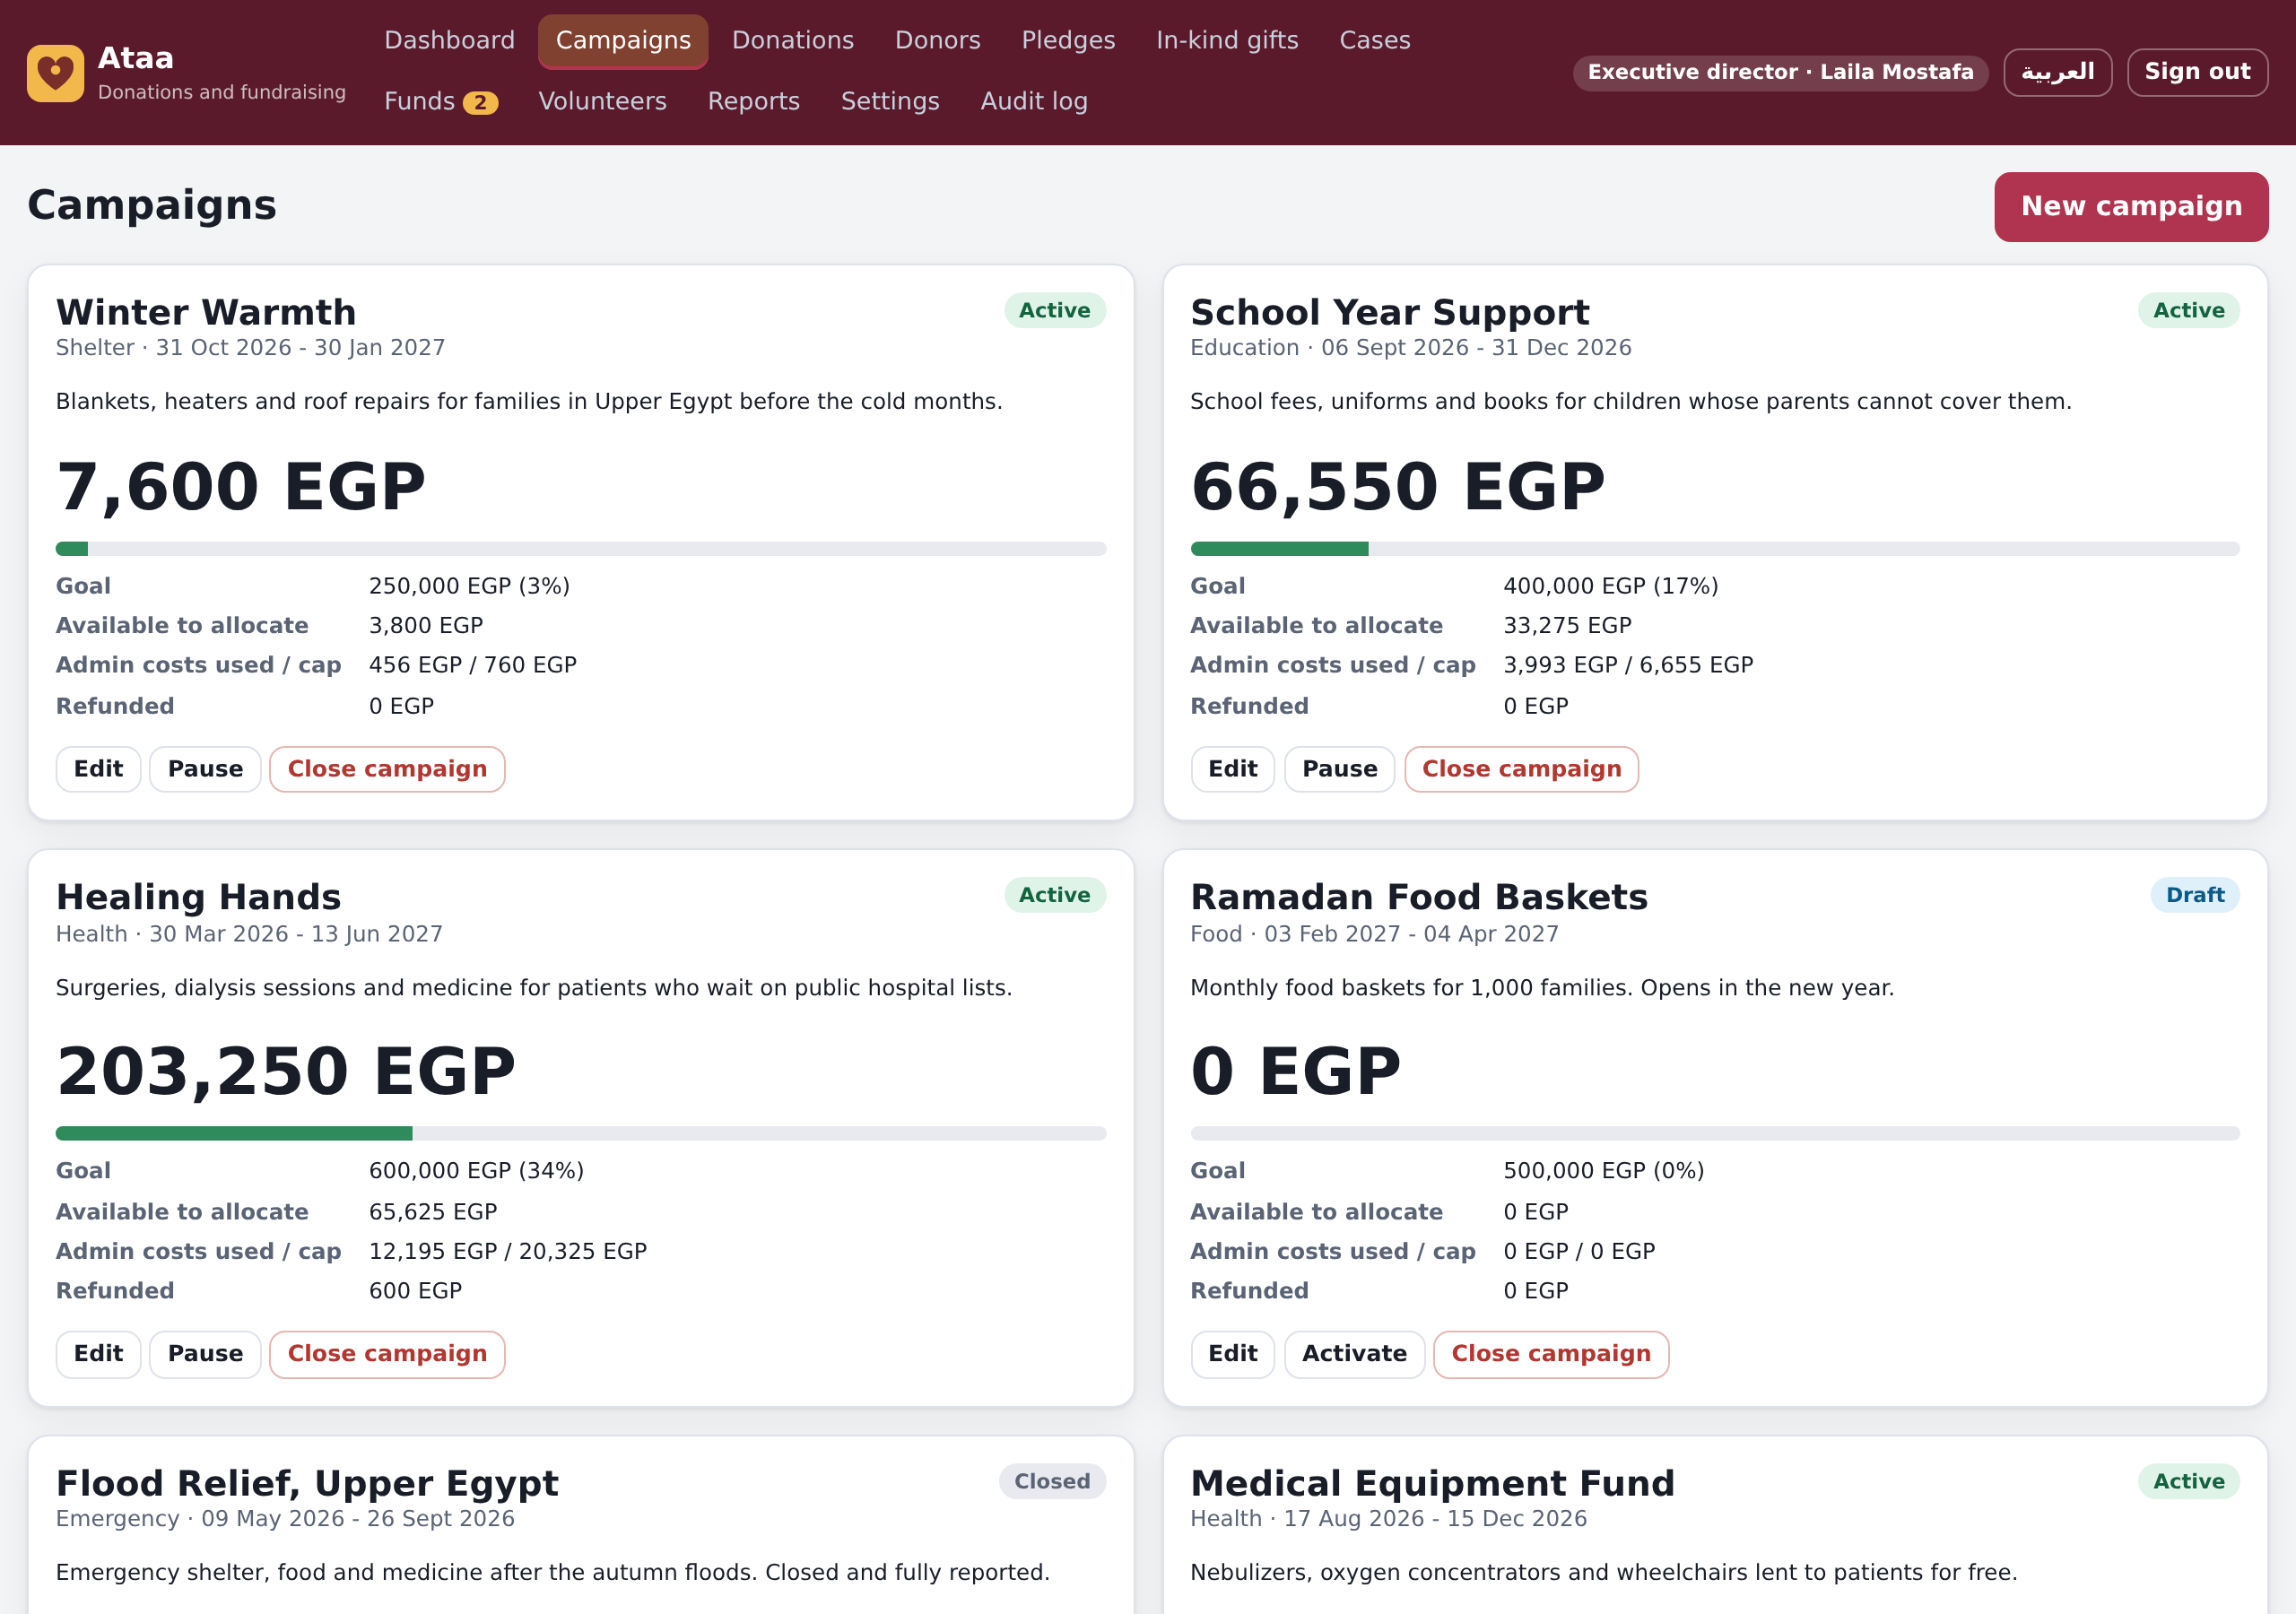 Ataa
Donations and fundraising
Dashboard
Campaigns
Donations
Donors
Pledges
In-kind gifts
Cases
Funds 2
Volunteers
Reports
Settings
Audit log
Executive director · Laila Mostafa
العربية
Sign out
Campaigns
New campaign
Winter Warmth
Active
Shelter · 31 Oct 2026 - 30 Jan 2027
Blankets, heaters and roof repairs for families in Upper Egypt before the cold months.
7,600 EGP
Goal 250,000 EGP (3%)
Available to allocate 3,800 EGP
Admin costs used / cap 456 EGP / 760 EGP
Refunded 0 EGP
Edit Pause Close campaign
School Year Support
Active
Education · 06 Sept 2026 - 31 Dec 2026
School fees, uniforms and books for children whose parents cannot cover them.
66,550 EGP
Goal 400,000 EGP (17%)
Available to allocate 33,275 EGP
Admin costs used / cap 3,993 EGP / 6,655 EGP
Refunded 0 EGP
Edit Pause Close campaign
Healing Hands
Active
Health · 30 Mar 2026 - 13 Jun 2027
Surgeries, dialysis sessions and medicine for patients who wait on public hospital lists.
203,250 EGP
Goal 600,000 EGP (34%)
Available to allocate 65,625 EGP
Admin costs used / cap 12,195 EGP / 20,325 EGP
Refunded 600 EGP
Edit Pause Close campaign
Ramadan Food Baskets
Draft
Food · 03 Feb 2027 - 04 Apr 2027
Monthly food baskets for 1,000 families. Opens in the new year.
0 EGP
Goal 500,000 EGP (0%)
Available to allocate 0 EGP
Admin costs used / cap 0 EGP / 0 EGP
Refunded 0 EGP
Edit Activate Close campaign
Flood Relief, Upper Egypt
Closed
Emergency · 09 May 2026 - 26 Sept 2026
Emergency shelter, food and medicine after the autumn floods. Closed and fully reported.
Medical Equipment Fund
Active
Health · 17 Aug 2026 - 15 Dec 2026
Nebulizers, oxygen concentrators and wheelchairs lent to patients for free.